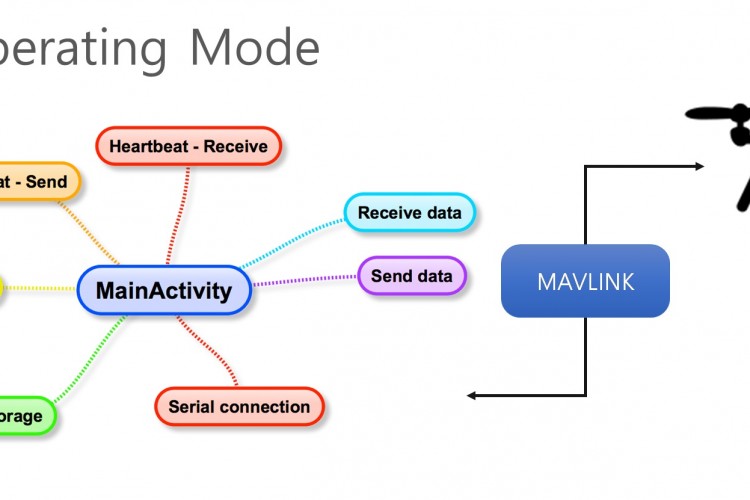 perating Mode
Heartbeat - Receive
at - Send
Receive data
Send data
MainActivity
MAVLINK
Serial connection
orage